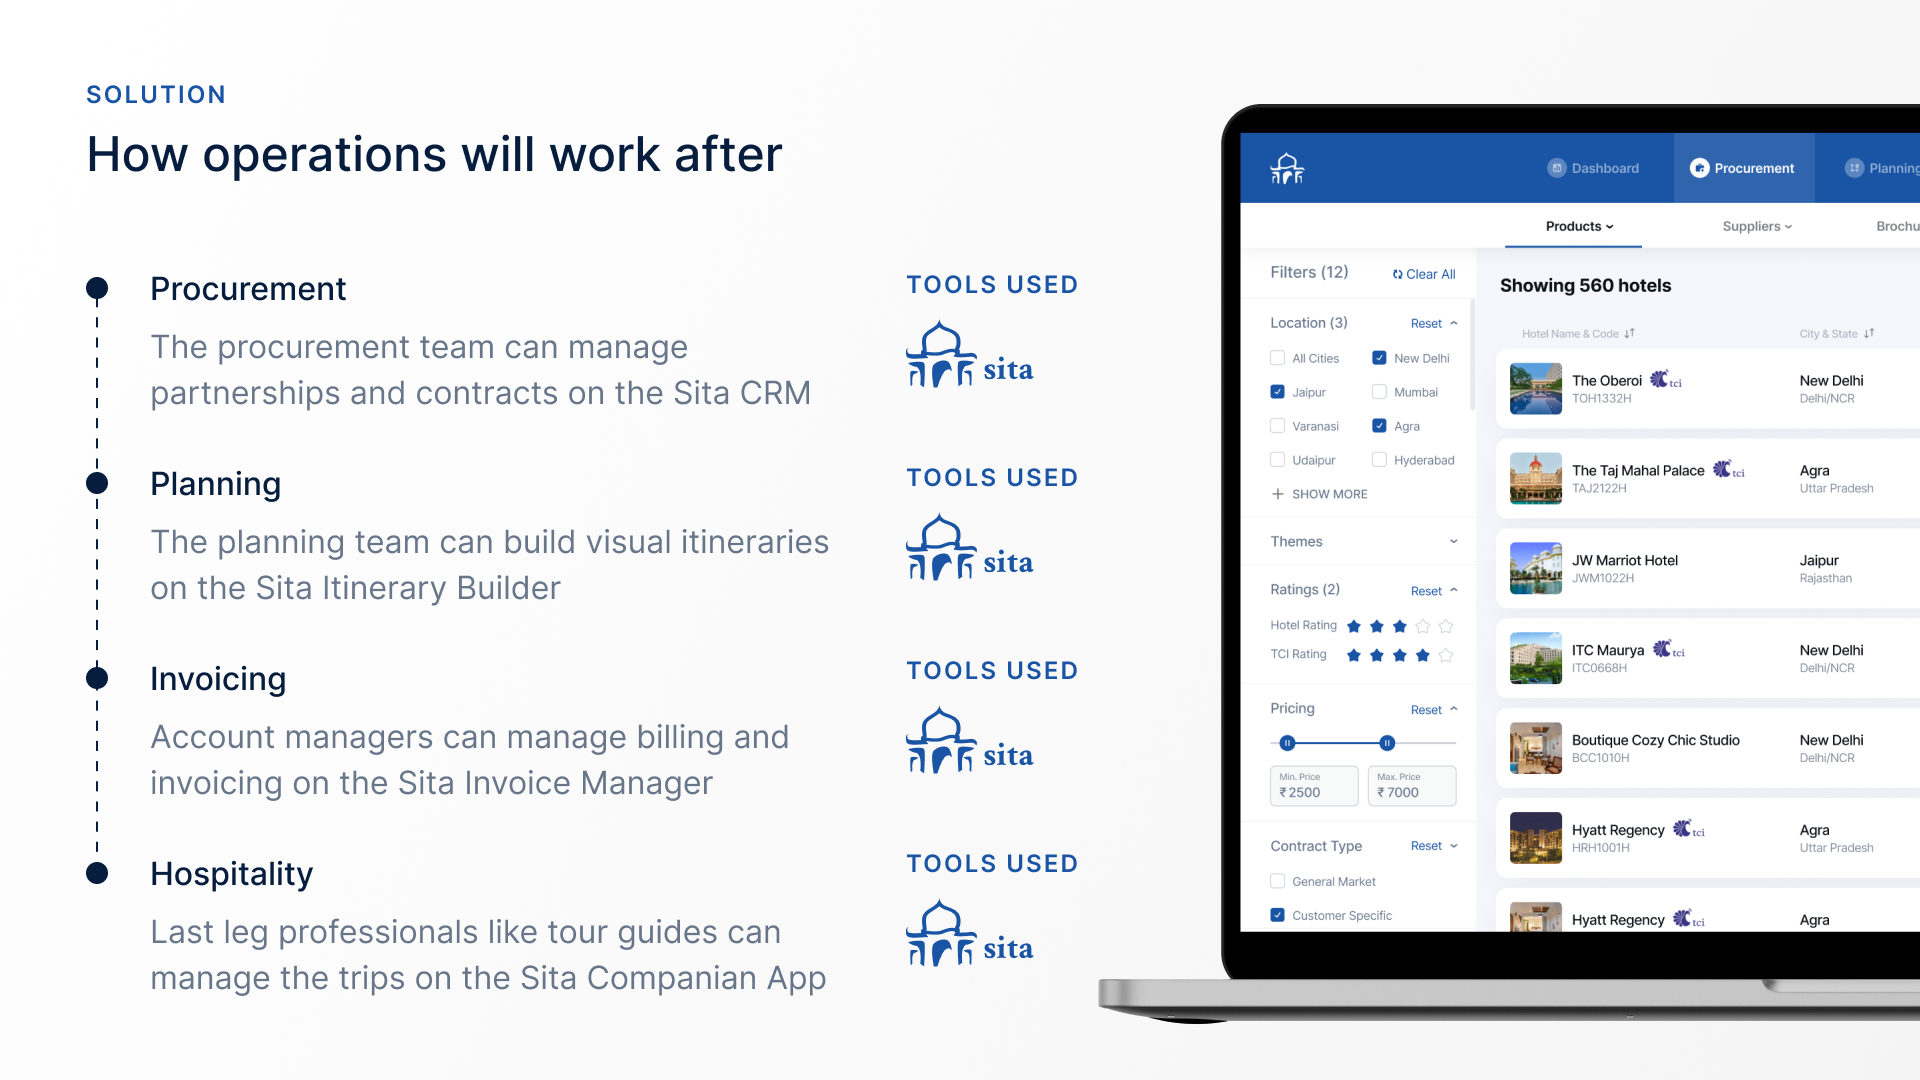 SOLUTION
How operations will work after
Procurement
The procurement team can manage
partnerships and contracts on the Sita CRM
TOOLS USED
sita
Planning
The planning team can build visual itineraries
on the Sita Itinerary Builder
TOOLS USED
sita
Invoicing
Account managers can manage billing and
invoicing on the Sita Invoice Manager
TOOLS USED
sita
Hospitality
Last leg professionals like tour guides can
manage the trips on the Sita Companian App
TOOLS USED
sita
Dashboard Procurement Planning
Products Suppliers Brochu
Filters (12) Clear All
Location (3) Reset
All Cities New Delhi
Jaipur Mumbai
Varanasi Agra
Udaipur Hyderabad
SHOW MORE
Themes
Ratings (2) Reset
Hotel Rating
TCI Rating
Pricing Reset
Min. Price Max. Price
₹ 2500 ₹ 7000
Contract Type Reset
General Market
Customer Specific
Showing 560 hotels
Hotel Name & Code City & State
The Oberoi tci New Delhi
TOH1332H Delhi/NCR
The Taj Mahal Palace tci Agra
TAJ2122H Uttar Pradesh
JW Marriot Hotel Jaipur
JWM1022H Rajasthan
ITC Maurya tci New Delhi
ITC0668H Delhi/NCR
Boutique Cozy Chic Studio New Delhi
BCC1010H Delhi/NCR
Hyatt Regency tci Agra
HRH1001H Uttar Pradesh
Hyatt Regency tci Agra